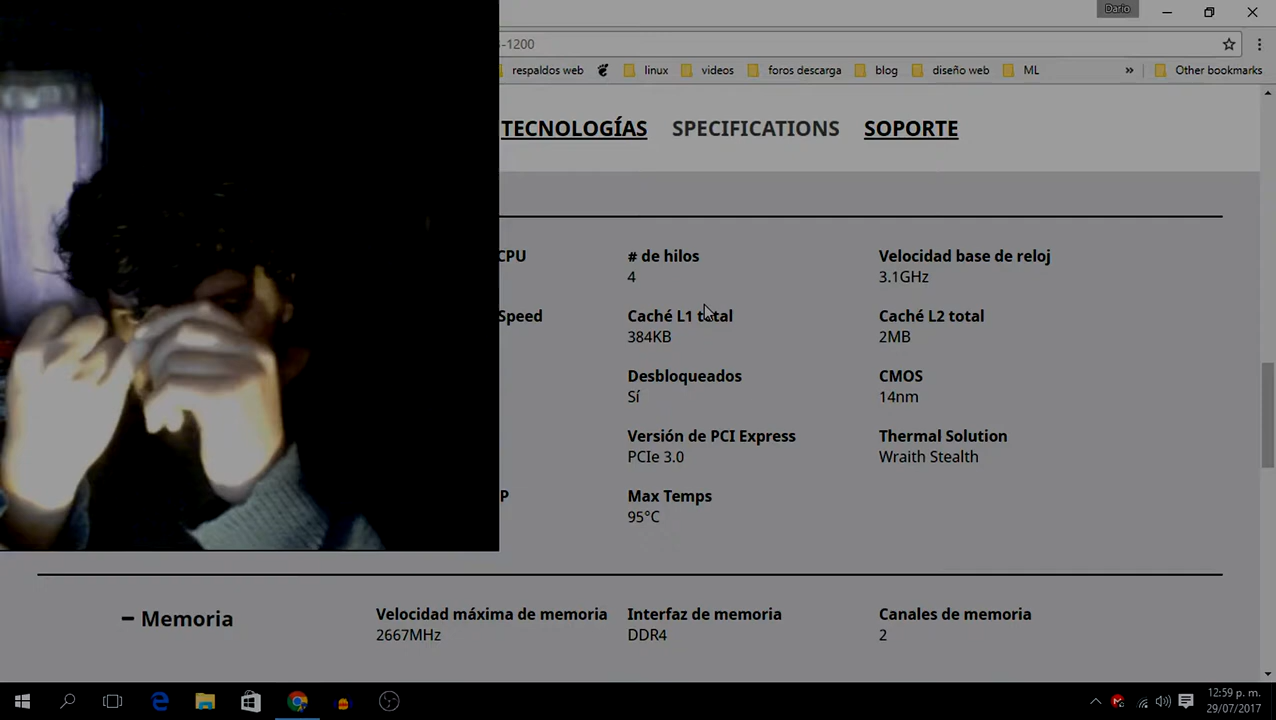 Darío
-1200
respaldos web
linux
videos
foros descarga
blog
diseño web
ML
»
Other bookmarks
TECNOLOGÍAS
SPECIFICATIONS
SOPORTE
CPU
# de hilos
4
Velocidad base de reloj
3.1GHz
Speed
Caché L1 total
384KB
Caché L2 total
2MB
Desbloqueados
Sí
CMOS
14nm
Versión de PCI Express
PCIe 3.0
Thermal Solution
Wraith Stealth
P
Max Temps
95°C
− Memoria
Velocidad máxima de memoria
2667MHz
Interfaz de memoria
DDR4
Canales de memoria
2
12:59 p. m.
29/07/2017